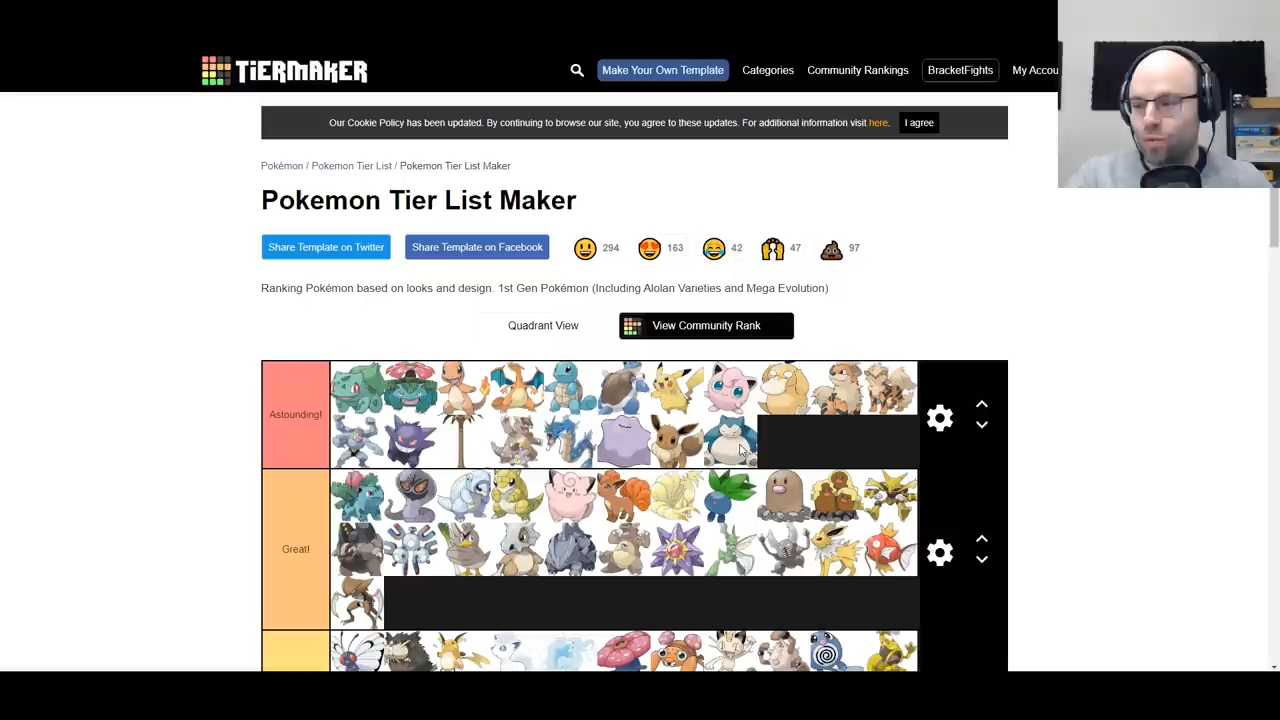 TiERMAKER
Make Your Own Template
Categories
Community Rankings
BracketFights
My Accou
Our Cookie Policy has been updated. By continuing to browse our site, you agree to these updates. For additional information visit here.
I agree
Pokémon / Pokemon Tier List / Pokemon Tier List Maker
Pokemon Tier List Maker
Share Template on Twitter
Share Template on Facebook
294
163
42
47
97
Ranking Pokémon based on looks and design. 1st Gen Pokémon (Including Alolan Varieties and Mega Evolution)
Quadrant View
View Community Rank
Astounding!
Great!